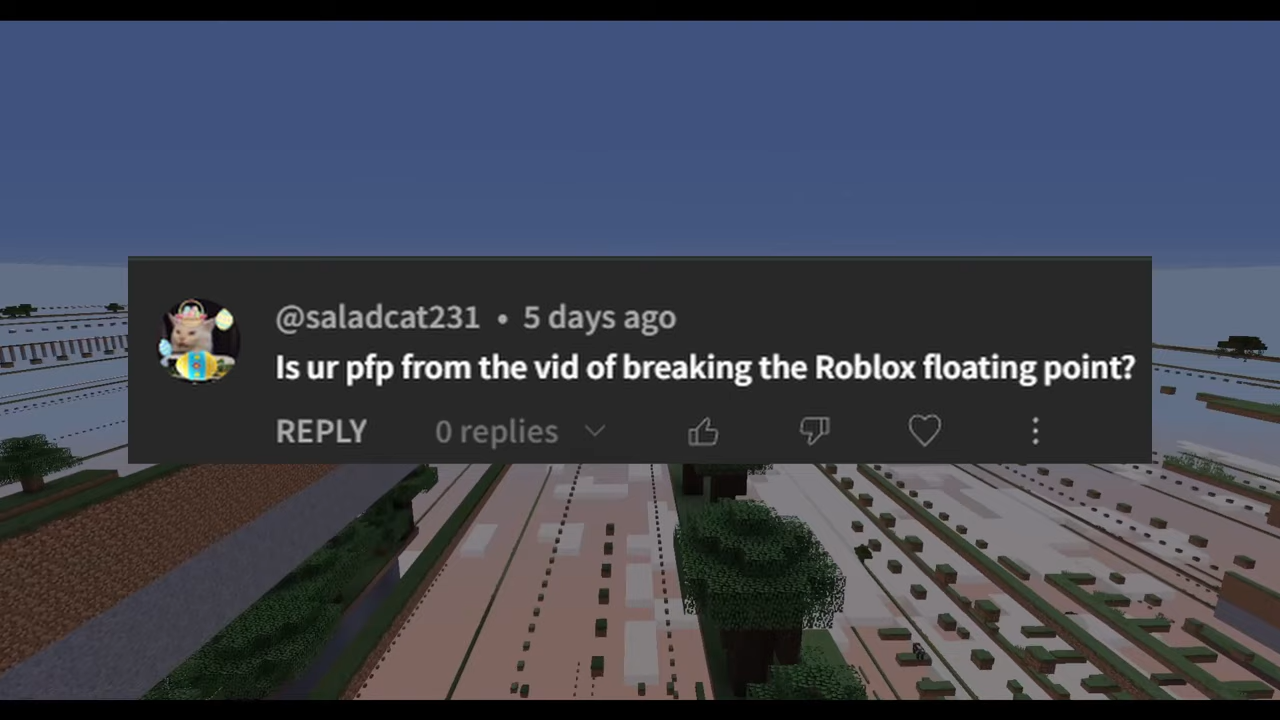 @saladcat231 • 5 days ago
Is ur pfp from the vid of breaking the Roblox floating point?
REPLY 0 replies